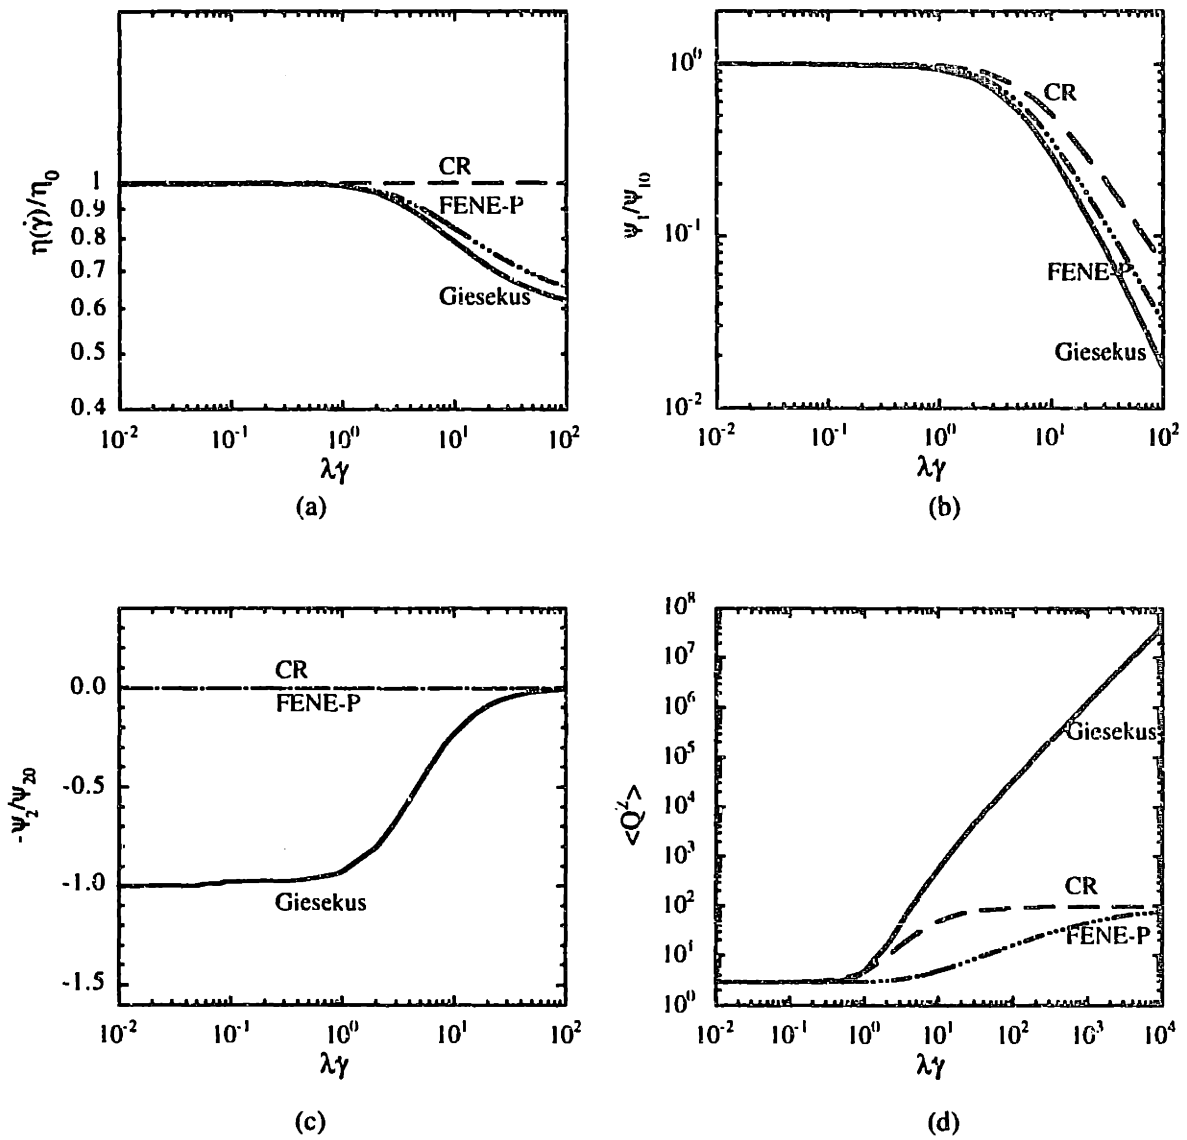 η(γ̇)/η₀
1
0.9
0.8
0.7
0.6
0.5
0.4
CR
FENE-P
Giesekus
10⁻² 10⁻¹ 10⁰ 10¹ 10²
λγ̇
(a)
Ψ₁/Ψ₁₀
10⁰
10⁻¹
10⁻²
CR
FENE-P
Giesekus
10⁻² 10⁻¹ 10⁰ 10¹ 10²
λγ̇
(b)
-Ψ₂/Ψ₂₀
0.0
-0.5
-1.0
-1.5
CR
FENE-P
Giesekus
10⁻² 10⁻¹ 10⁰ 10¹ 10²
λγ̇
(c)
<Q²>
10⁸
10⁷
10⁶
10⁵
10⁴
10³
10²
10¹
10⁰
Giesekus
CR
FENE-P
10⁻² 10⁻¹ 10⁰ 10¹ 10² 10³ 10⁴
λγ̇
(d)